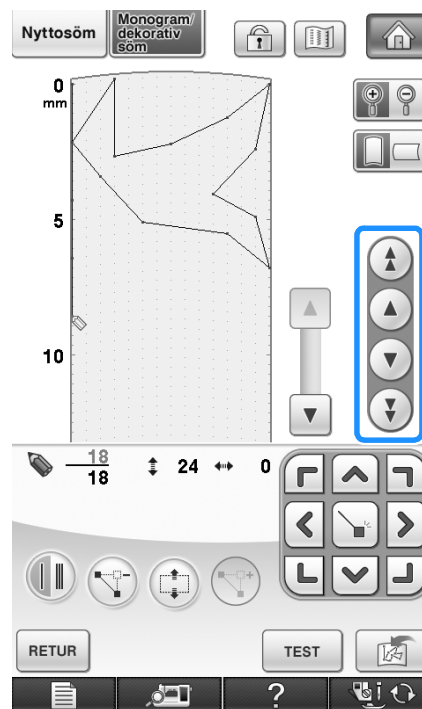 Nyttosöm
Monogram/
dekorativ
söm
0
mm
5
10
18
18
24
0
RETUR
TEST
?